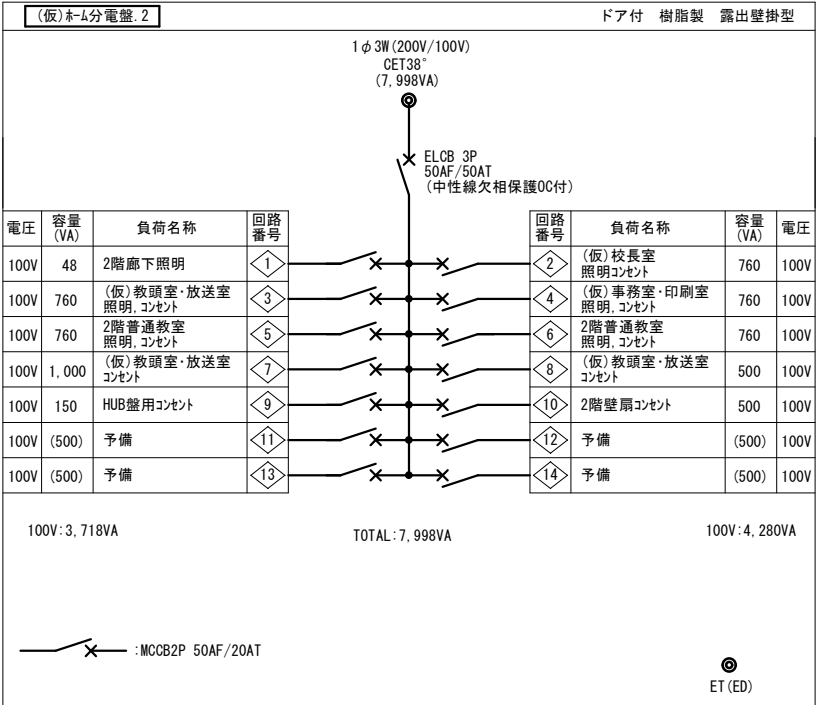 (仮)ホーム分電盤.2
ドア付 樹脂製 露出壁掛型
1φ3W(200V/100V)
CET38°
(7,998VA)
ELCB 3P
50AF/50AT
(中性線欠相保護OC付)
電圧 容量(VA) 負荷名称 回路番号
回路番号 負荷名称 容量(VA) 電圧
100V 48 2階廊下照明 1
2 (仮)校長室 760 100V
照明コンセント
100V 760 (仮)教頭室・放送室 3
照明,コンセント
4 (仮)事務室・印刷室 760 100V
照明,コンセント
100V 760 2階普通教室 5
照明,コンセント
6 2階普通教室 760 100V
照明,コンセント
100V 1,000 (仮)教頭室・放送室 7
コンセント
8 (仮)教頭室・放送室 500 100V
コンセント
100V 150 HUB盤用コンセント 9
10 2階壁扇コンセント 500 100V
100V (500) 予備 11
12 予備 (500) 100V
100V (500) 予備 13
14 予備 (500) 100V
100V:3,718VA
TOTAL:7,998VA
100V:4,280VA
:MCCB2P 50AF/20AT
ET(ED)